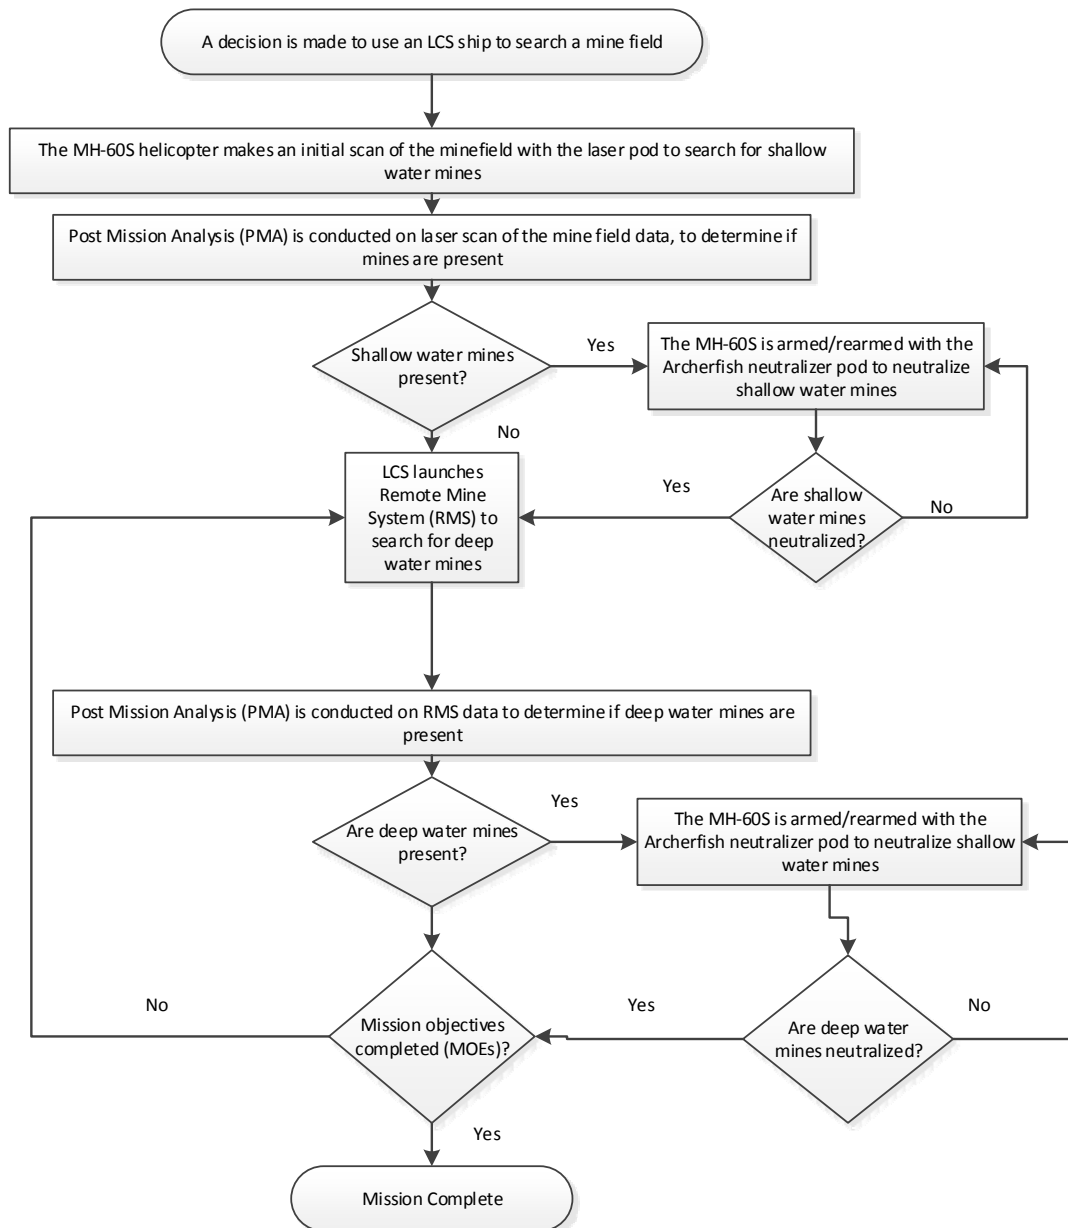 A decision is made to use an LCS ship to search a mine field
The MH-60S helicopter makes an initial scan of the minefield with the laser pod to search for shallow
water mines
Post Mission Analysis (PMA) is conducted on laser scan of the mine field data, to determine if
mines are present
Shallow water mines
present?
Yes
The MH-60S is armed/rearmed with the
Archerfish neutralizer pod to neutralize
shallow water mines
No
LCS launches
Remote Mine
System (RMS) to
search for deep
water mines
Yes
Are shallow
water mines
neutralized?
No
Post Mission Analysis (PMA) is conducted on RMS data to determine if deep water mines are
present
Are deep water mines
present?
Yes
The MH-60S is armed/rearmed with the
Archerfish neutralizer pod to neutralize shallow
water mines
No
Mission objectives
completed (MOEs)?
Yes
Are deep water
mines neutralized?
No
Yes
Mission Complete